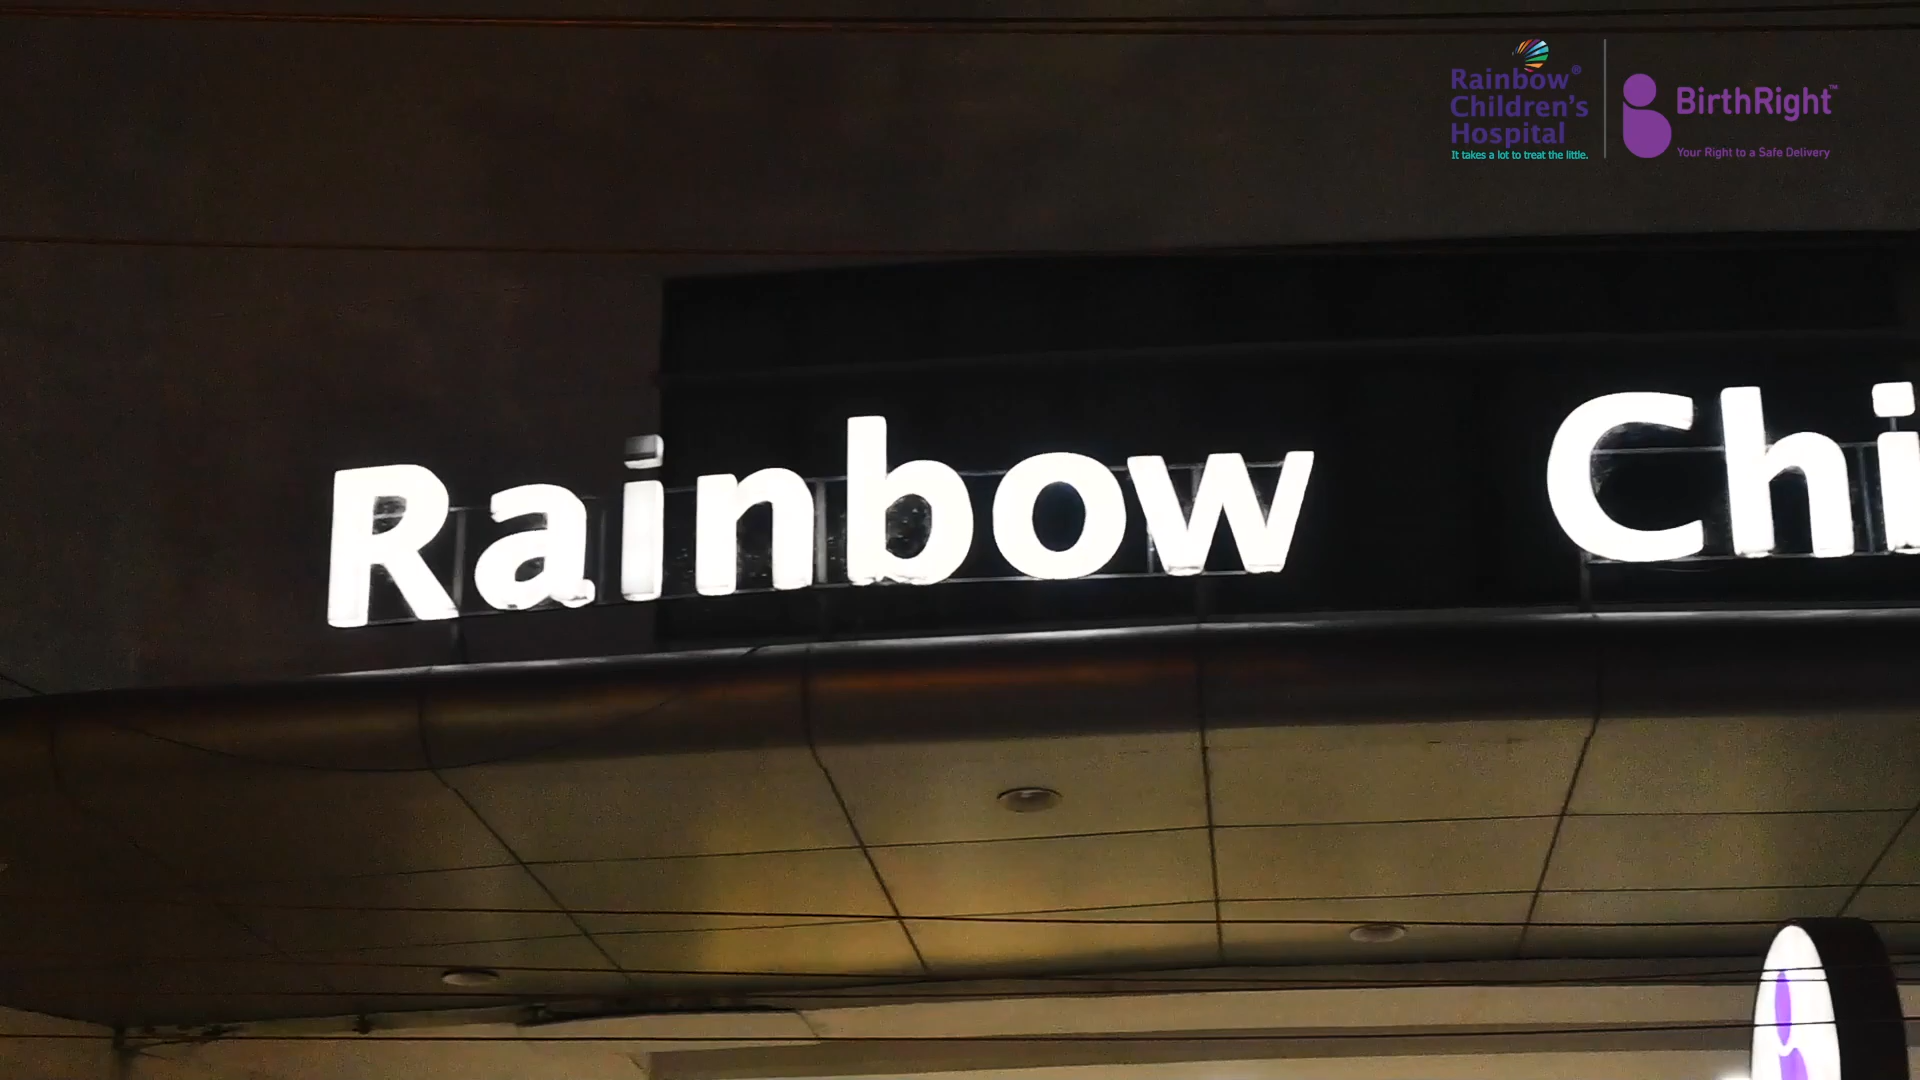 Rainbow®
Children's
Hospital
It takes a lot to treat the little.
BirthRight™
Your Right to a Safe Delivery
Rainbow Chi